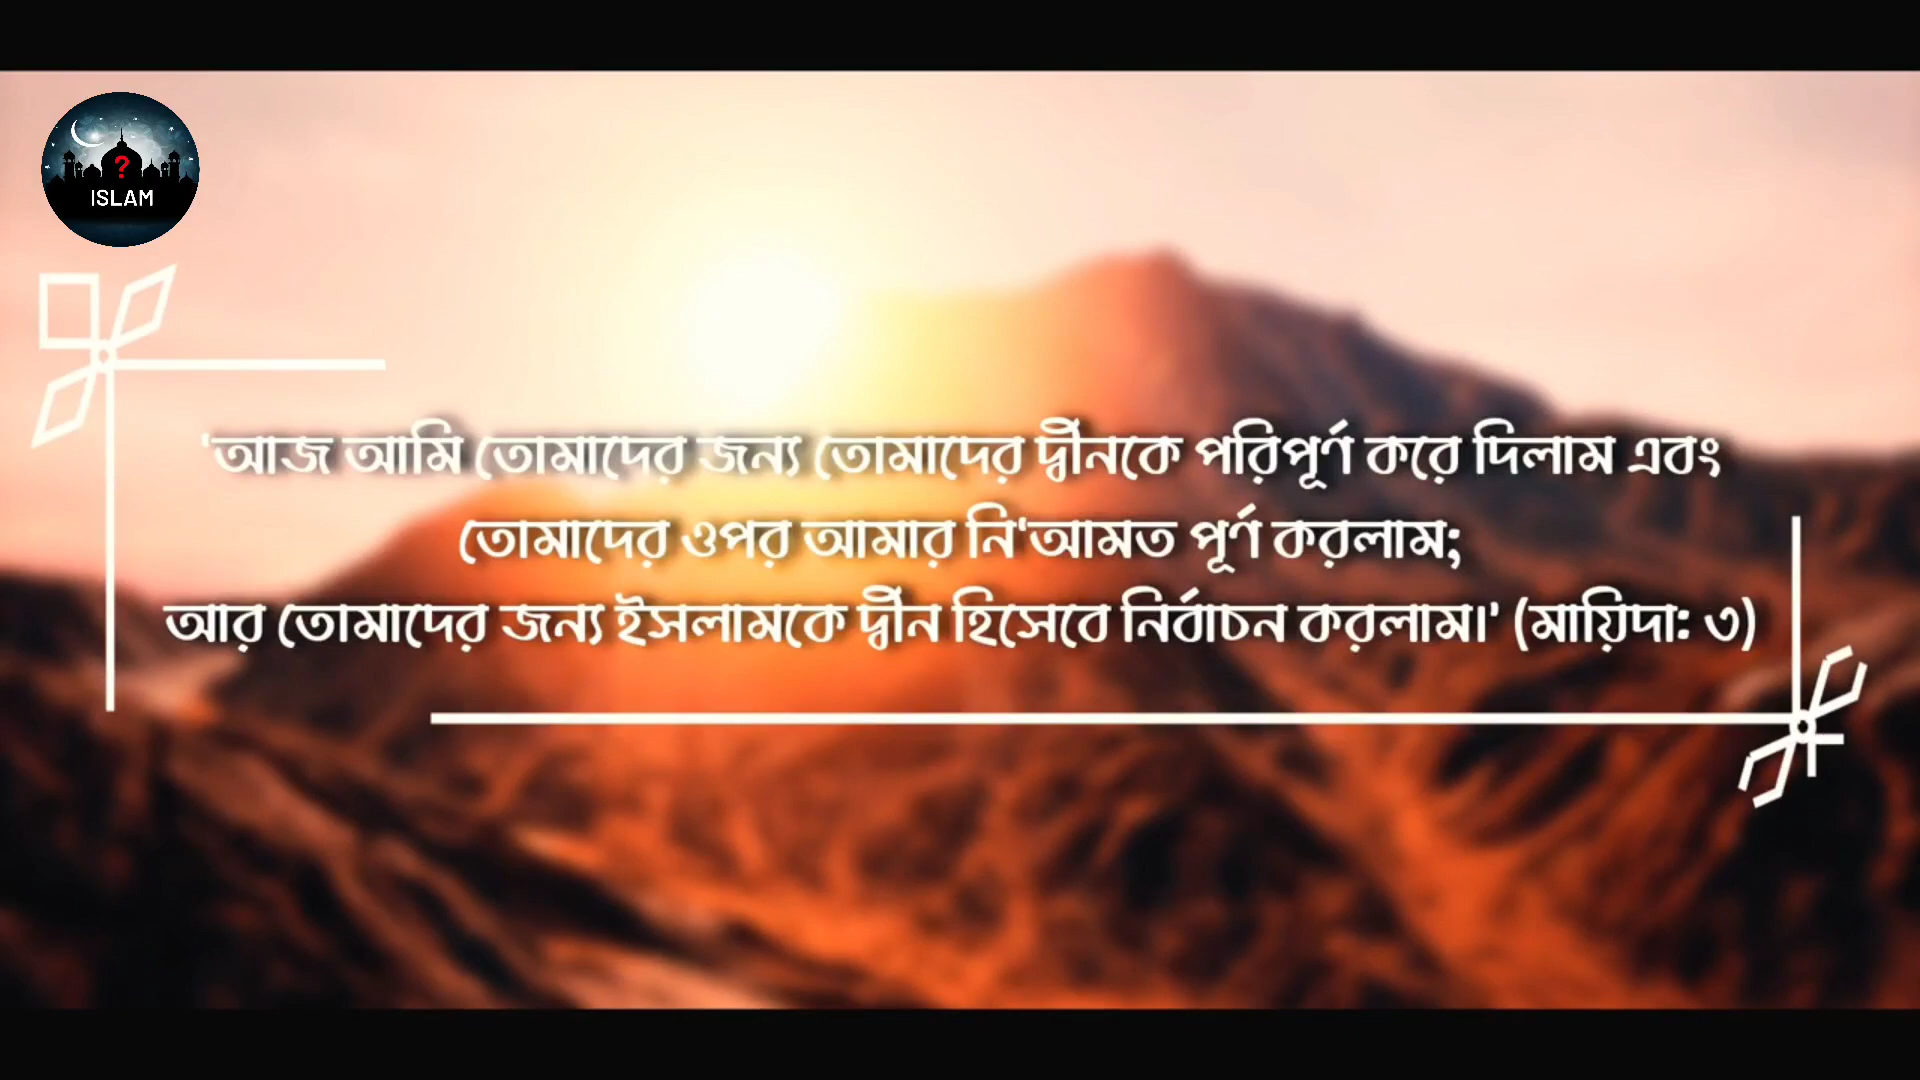 ?
ISLAM
‘আজ আমি তোমাদের জন্য তোমাদের দ্বীনকে পরিপূর্ণ করে দিলাম এবং
তোমাদের ওপর আমার নি‘আমত পূর্ণ করলাম;
আর তোমাদের জন্য ইসলামকে দ্বীন হিসেবে নির্বাচন করলাম।’ (মায়িদা: ৩)